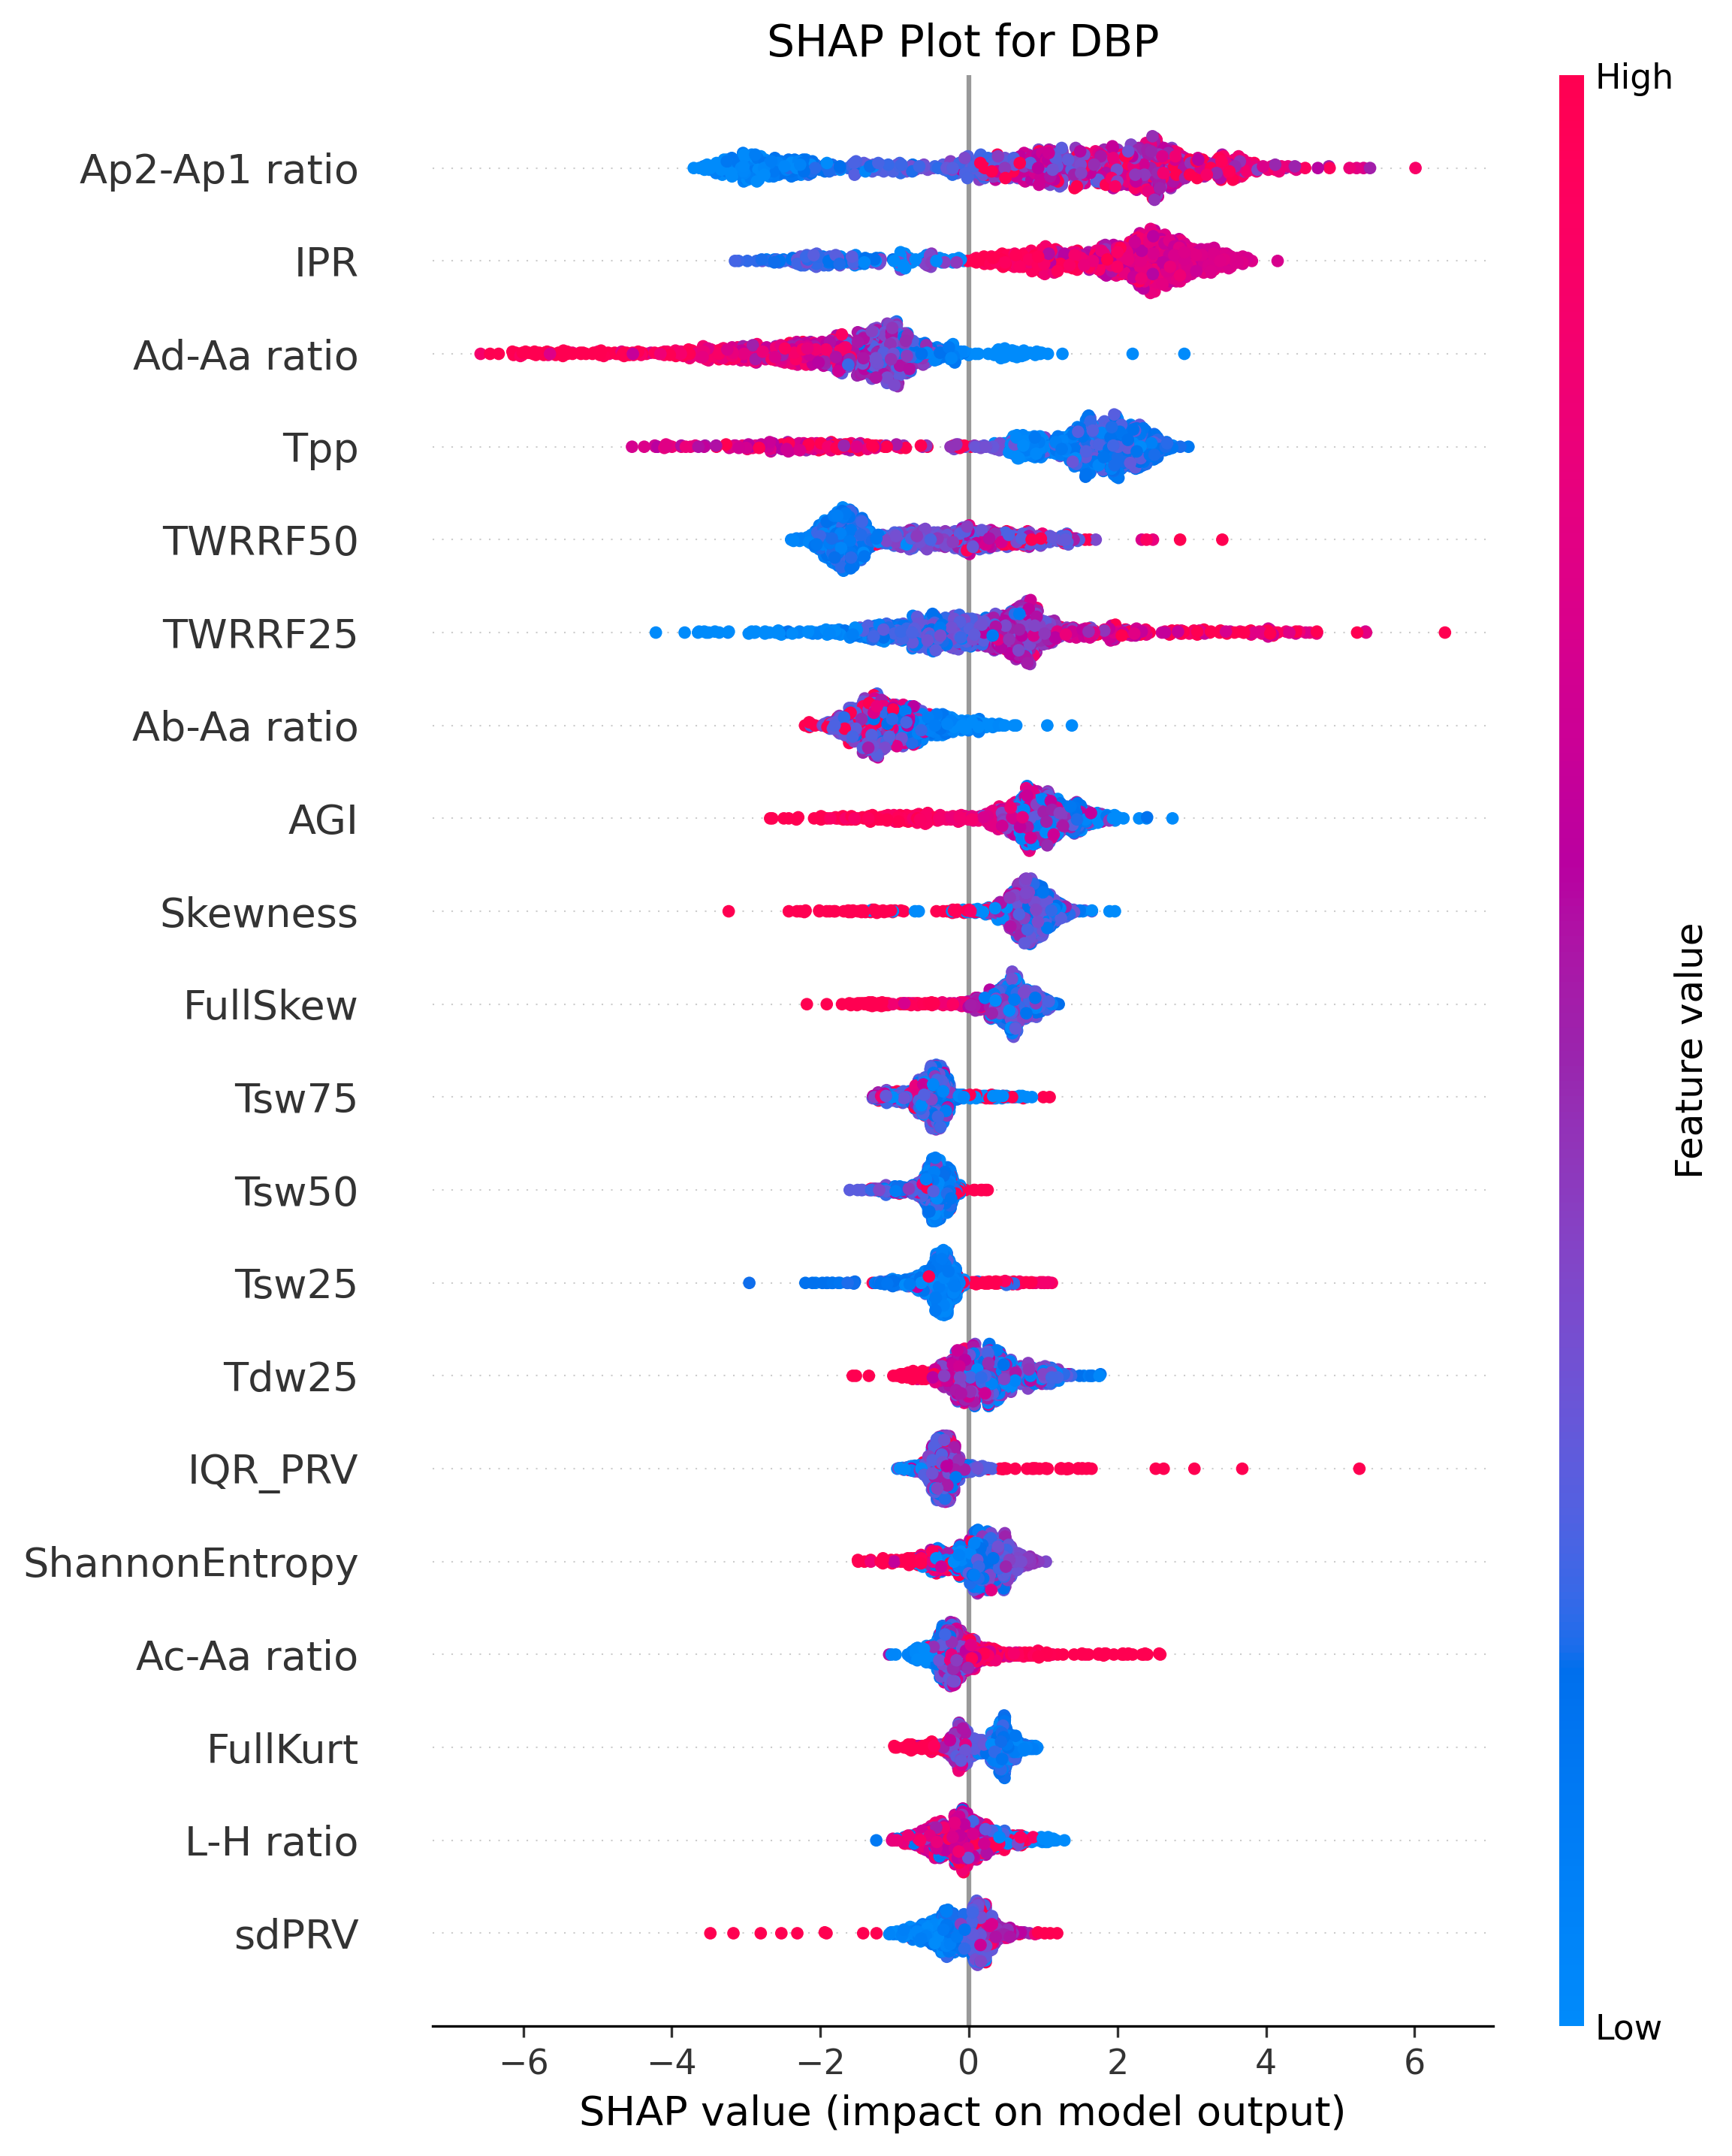 SHAP Plot for DBP
High
Ap2-Ap1 ratio
IPR
Ad-Aa ratio
Tpp
TWRRF50
TWRRF25
Ab-Aa ratio
AGI
Skewness
FullSkew
Tsw75
Tsw50
Tsw25
Tdw25
IQR_PRV
ShannonEntropy
Ac-Aa ratio
FullKurt
L-H ratio
sdPRV
Feature value
Low
−6 −4 −2 0 2 4 6
SHAP value (impact on model output)